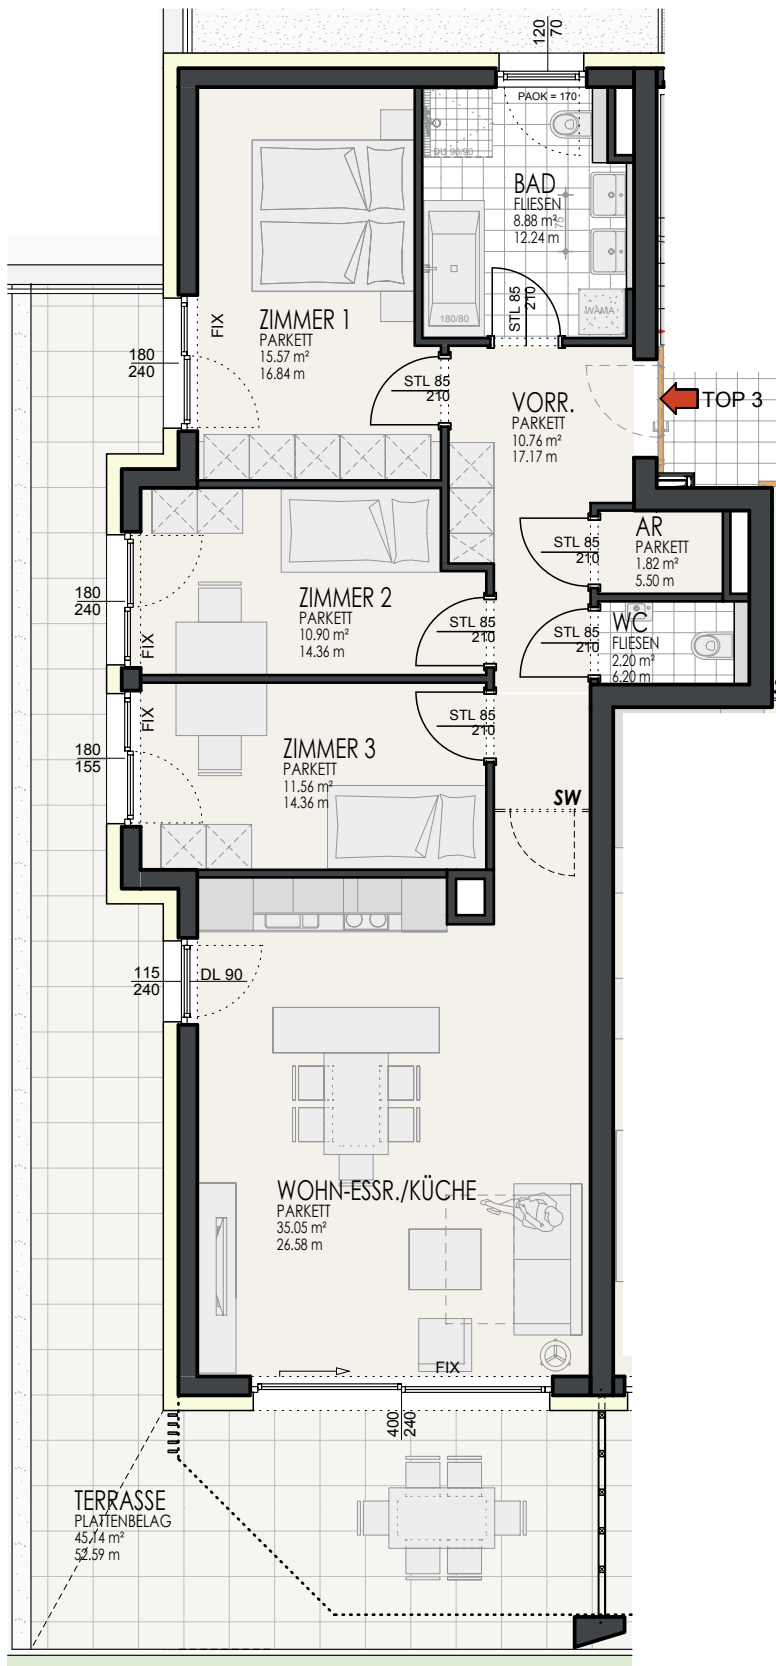 120
70
PAOK = 170
DL 90/90
BAD
FLIESEN
8.88 m²
12.24 m
75
180/80
WAMA
STL 85
210
FIX
180
240
ZIMMER 1
PARKETT
15.57 m²
16.84 m
STL 85
210
VORR.
PARKETT
10.76 m²
17.17 m
TOP 3
AR
PARKETT
1.82 m²
5.50 m
STL 85
210
180
240
FIX
ZIMMER 2
PARKETT
10.90 m²
14.36 m
STL 85
210
STL 85
210
WC
FLIESEN
2.20 m²
6.20 m
FIX
180
155
ZIMMER 3
PARKETT
11.56 m²
14.36 m
STL 85
210
SW
115
240
DL 90
WOHN-ESSR./KÜCHE
PARKETT
35.05 m²
26.58 m
FIX
400
240
TERRASSE
PLATTENBELAG
45.14 m²
52.59 m